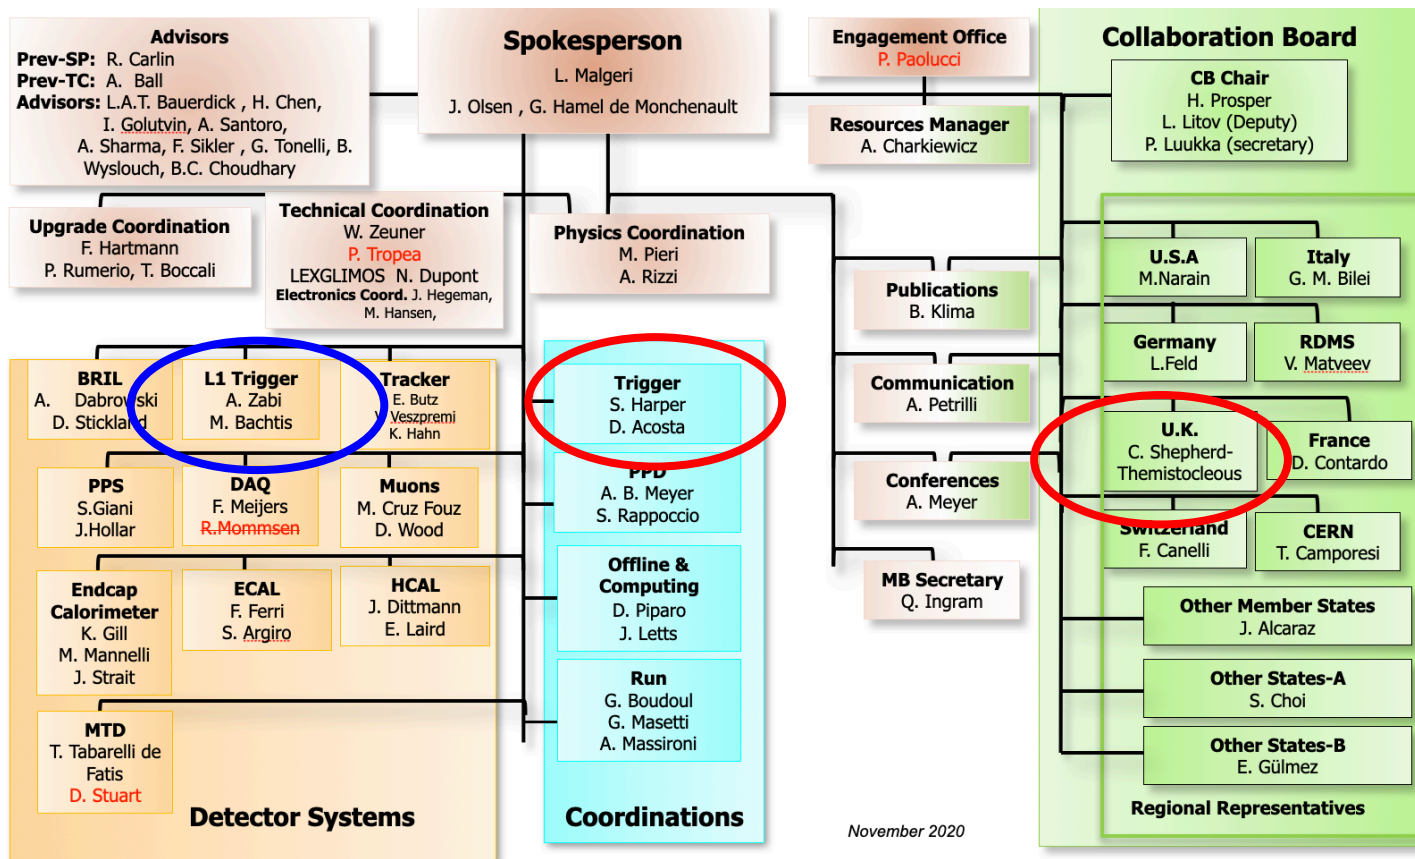 Advisors
Prev-SP: R. Carlin
Prev-TC: A. Ball
Advisors: L.A.T. Bauerdick , H. Chen,
I. Golutvin, A. Santoro,
A. Sharma, F. Sikler , G. Tonelli, B.
Wyslouch, B.C. Choudhary
Spokesperson
L. Malgeri
J. Olsen , G. Hamel de Monchenault
Engagement Office
P. Paolucci
Resources Manager
A. Charkiewicz
Collaboration Board
CB Chair
H. Prosper
L. Litov (Deputy)
P. Luukka (secretary)
Upgrade Coordination
F. Hartmann
P. Rumerio, T. Boccali
Technical Coordination
W. Zeuner
P. Tropea
LEXGLIMOS N. Dupont
Electronics Coord. J. Hegeman,
M. Hansen,
Physics Coordination
M. Pieri
A. Rizzi
Publications
B. Klima
Communication
A. Petrilli
Conferences
A. Meyer
MB Secretary
Q. Ingram
U.S.A
M.Narain
Italy
G. M. Bilei
Germany
L.Feld
RDMS
V. Matveev
U.K.
C. Shepherd-
Themistocleous
France
D. Contardo
Switzerland
F. Canelli
CERN
T. Camporesi
Other Member States
J. Alcaraz
Other States-A
S. Choi
Other States-B
E. Gülmez
Regional Representatives
BRIL
A. Dabrowski
D. Stickland
L1 Trigger
A. Zabi
M. Bachtis
Tracker
E. Butz
V. Veszpremi
K. Hahn
PPS
S.Giani
J.Hollar
DAQ
F. Meijers
R.Mommsen
Muons
M. Cruz Fouz
D. Wood
Endcap
Calorimeter
K. Gill
M. Mannelli
J. Strait
ECAL
F. Ferri
S. Argiro
HCAL
J. Dittmann
E. Laird
MTD
T. Tabarelli de
Fatis
D. Stuart
Detector Systems
Trigger
S. Harper
D. Acosta
PPD
A. B. Meyer
S. Rappoccio
Offline &
Computing
D. Piparo
J. Letts
Run
G. Boudoul
G. Masetti
A. Massironi
Coordinations
November 2020